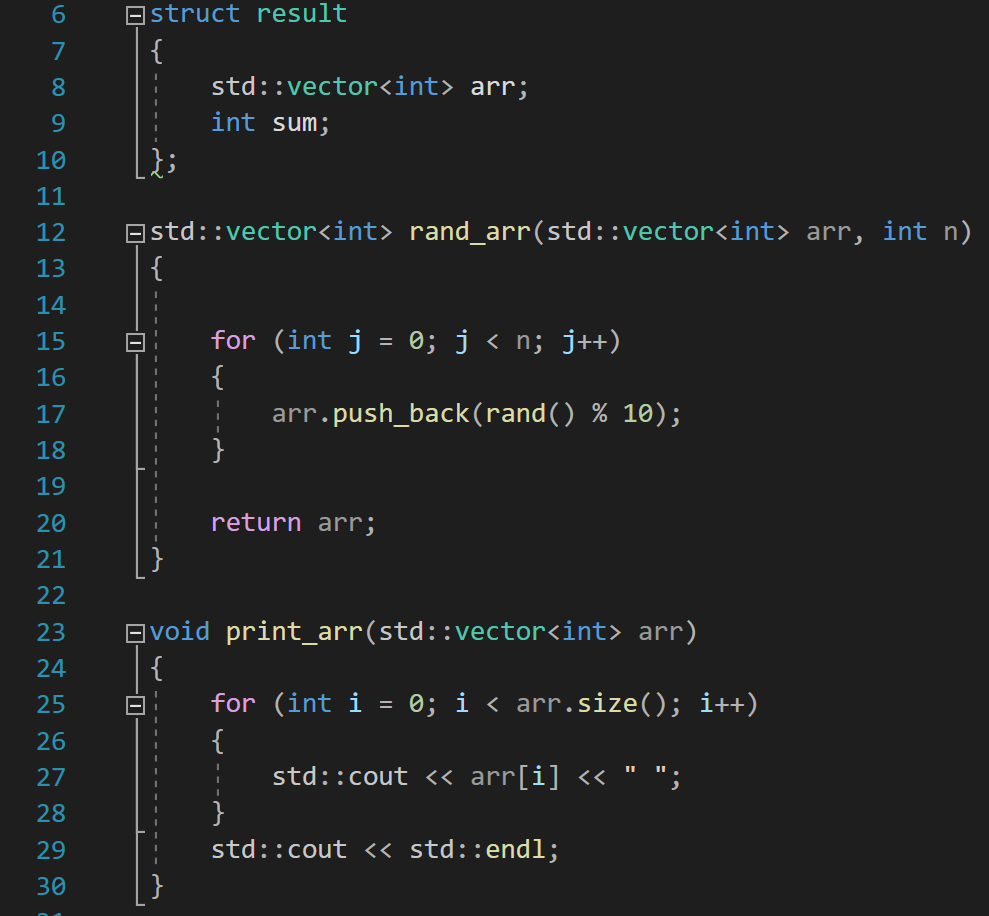 6 struct result
7 {
8 std::vector<int> arr;
9 int sum;
10 };
11
12 std::vector<int> rand_arr(std::vector<int> arr, int n)
13 {
14
15 for (int j = 0; j < n; j++)
16 {
17 arr.push_back(rand() % 10);
18 }
19
20 return arr;
21 }
22
23 void print_arr(std::vector<int> arr)
24 {
25 for (int i = 0; i < arr.size(); i++)
26 {
27 std::cout << arr[i] << " ";
28 }
29 std::cout << std::endl;
30 }